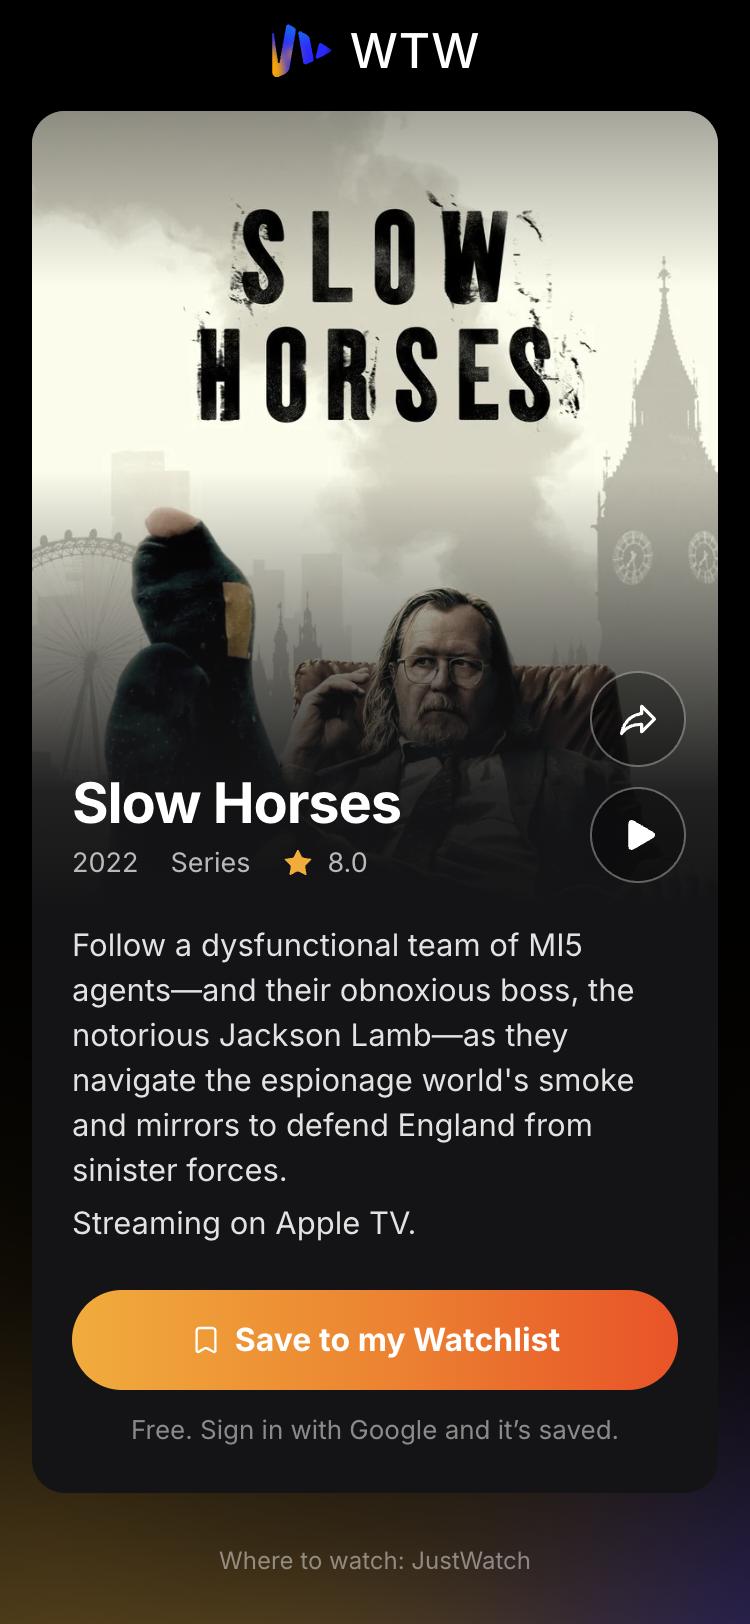 WTW
SLOW
HORSES
Slow Horses
2022 Series 8.0
Follow a dysfunctional team of MI5
agents—and their obnoxious boss, the
notorious Jackson Lamb—as they
navigate the espionage world's smoke
and mirrors to defend England from
sinister forces.
Streaming on Apple TV.
Save to my Watchlist
Free. Sign in with Google and it’s saved.
Where to watch: JustWatch